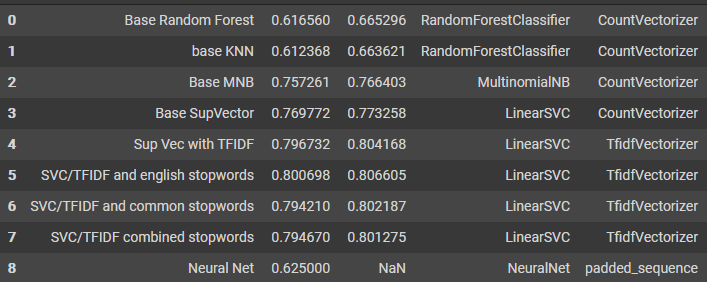 0 Base Random Forest 0.616560 0.665296 RandomForestClassifier CountVectorizer
1 base KNN 0.612368 0.663621 RandomForestClassifier CountVectorizer
2 Base MNB 0.757261 0.766403 MultinomialNB CountVectorizer
3 Base SupVector 0.769772 0.773258 LinearSVC CountVectorizer
4 Sup Vec with TFIDF 0.796732 0.804168 LinearSVC TfidfVectorizer
5 SVC/TFIDF and english stopwords 0.800698 0.806605 LinearSVC TfidfVectorizer
6 SVC/TFIDF and common stopwords 0.794210 0.802187 LinearSVC TfidfVectorizer
7 SVC/TFIDF combined stopwords 0.794670 0.801275 LinearSVC TfidfVectorizer
8 Neural Net 0.625000 NaN NeuralNet padded_sequence